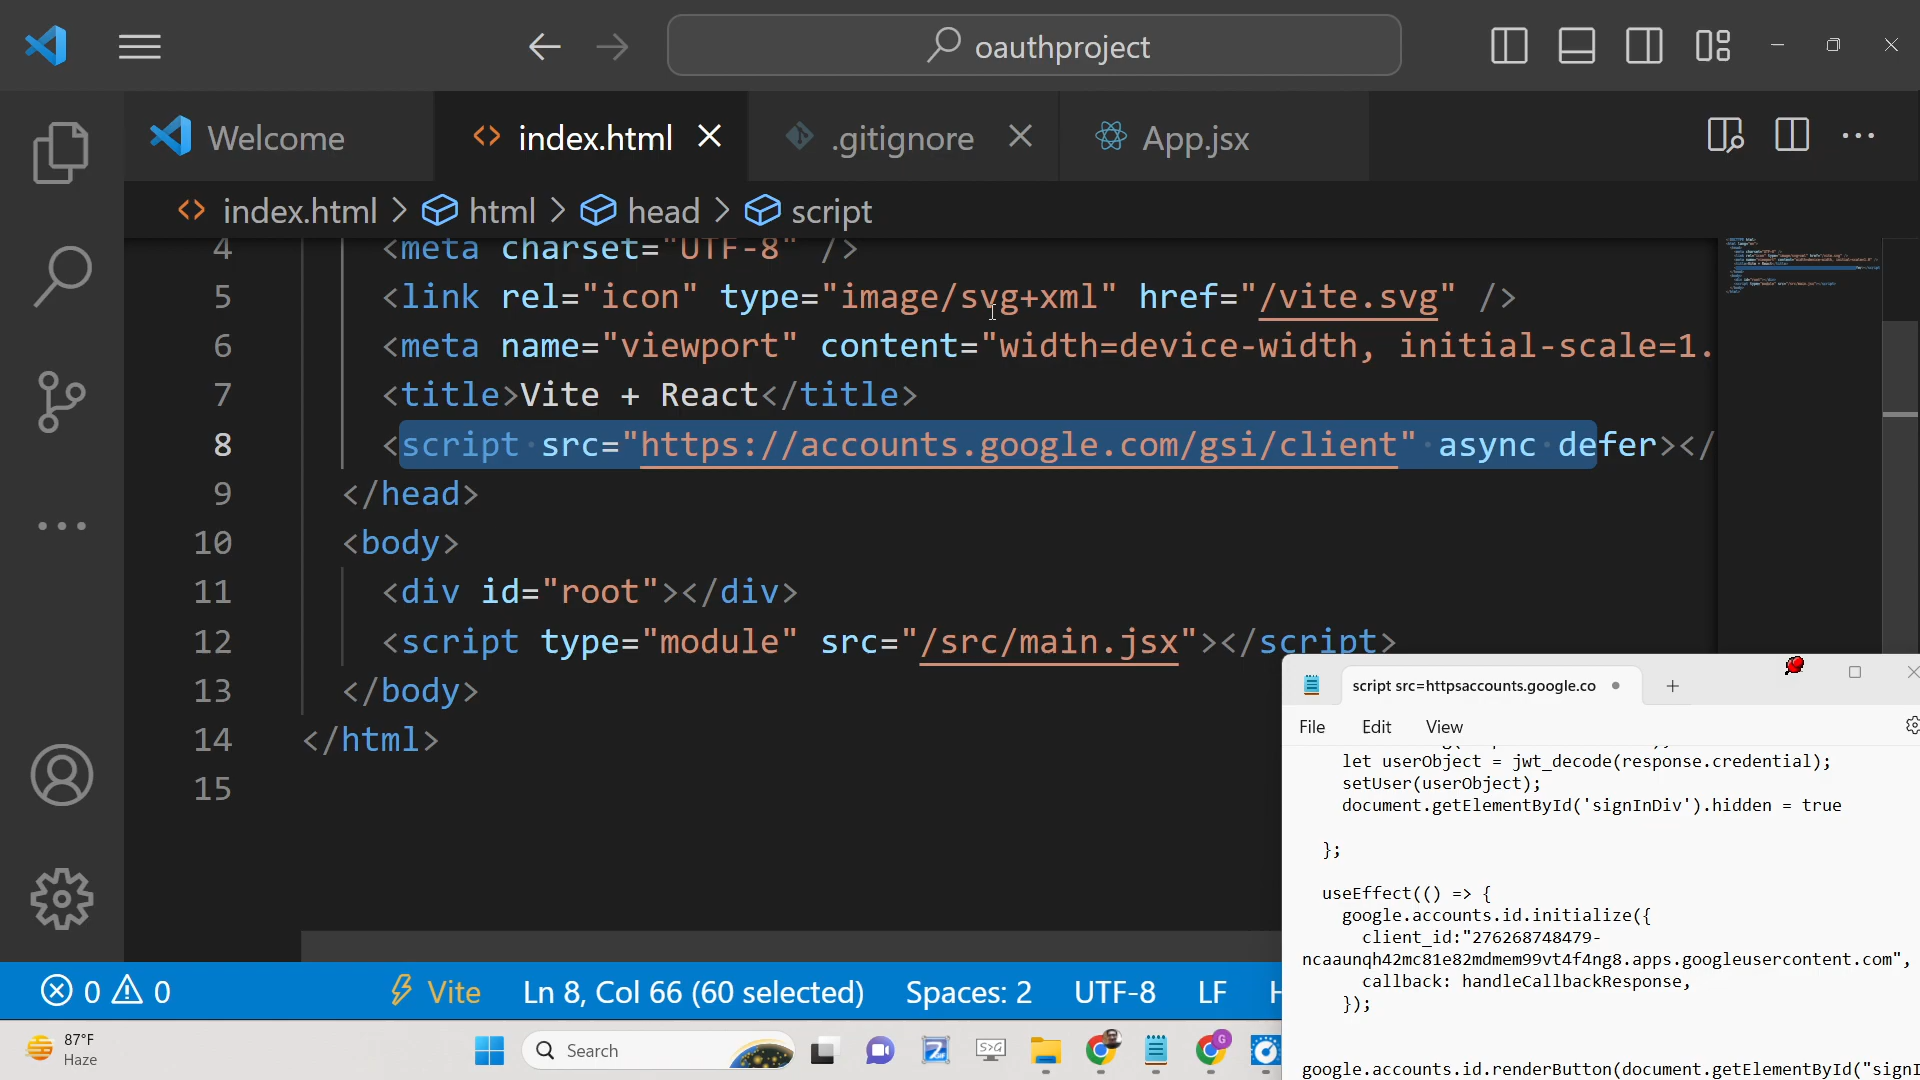 oauthproject
Welcome
index.html
.gitignore
App.jsx
index.html > html > head > script
4 <meta charset="UTF-8" />
5 <link rel="icon" type="image/svg+xml" href="/vite.svg" />
6 <meta name="viewport" content="width=device-width, initial-scale=1.
7 <title>Vite + React</title>
8 <script src="https://accounts.google.com/gsi/client" async defer></
9 </head>
10 <body>
11 <div id="root"></div>
12 <script type="module" src="/src/main.jsx"></script>
13 </body>
14 </html>
15
script src=httpsaccounts.google.co
File Edit View
let userObject = jwt_decode(response.credential);
setUser(userObject);
document.getElementById('signInDiv').hidden = true
};
useEffect(() => {
google.accounts.id.initialize({
client_id:"276268748479-
ncaaunqh42mc81e82mdmem99vt4f4ng8.apps.googleusercontent.com",
callback: handleCallbackResponse,
});
google.accounts.id.renderButton(document.getElementById("signI
0 0 Vite Ln 8, Col 66 (60 selected) Spaces: 2 UTF-8 LF H
87°F
Haze
Search